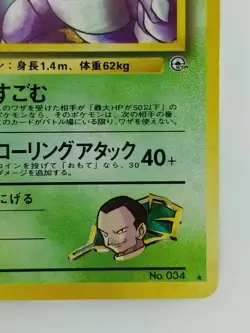 ン：身長1.4m、体重62kg
すごむ
のワザを受けた相手が「最大HPが50以下」の
ポケモンなら、そのポケモンは、次の相手の番、
このカードがバトル場にいる限り、ワザを使えない。
コーリングアタック 40+
コインを投げて「おもて」なら、30
ダメージを追加する。
にげる
No. 034